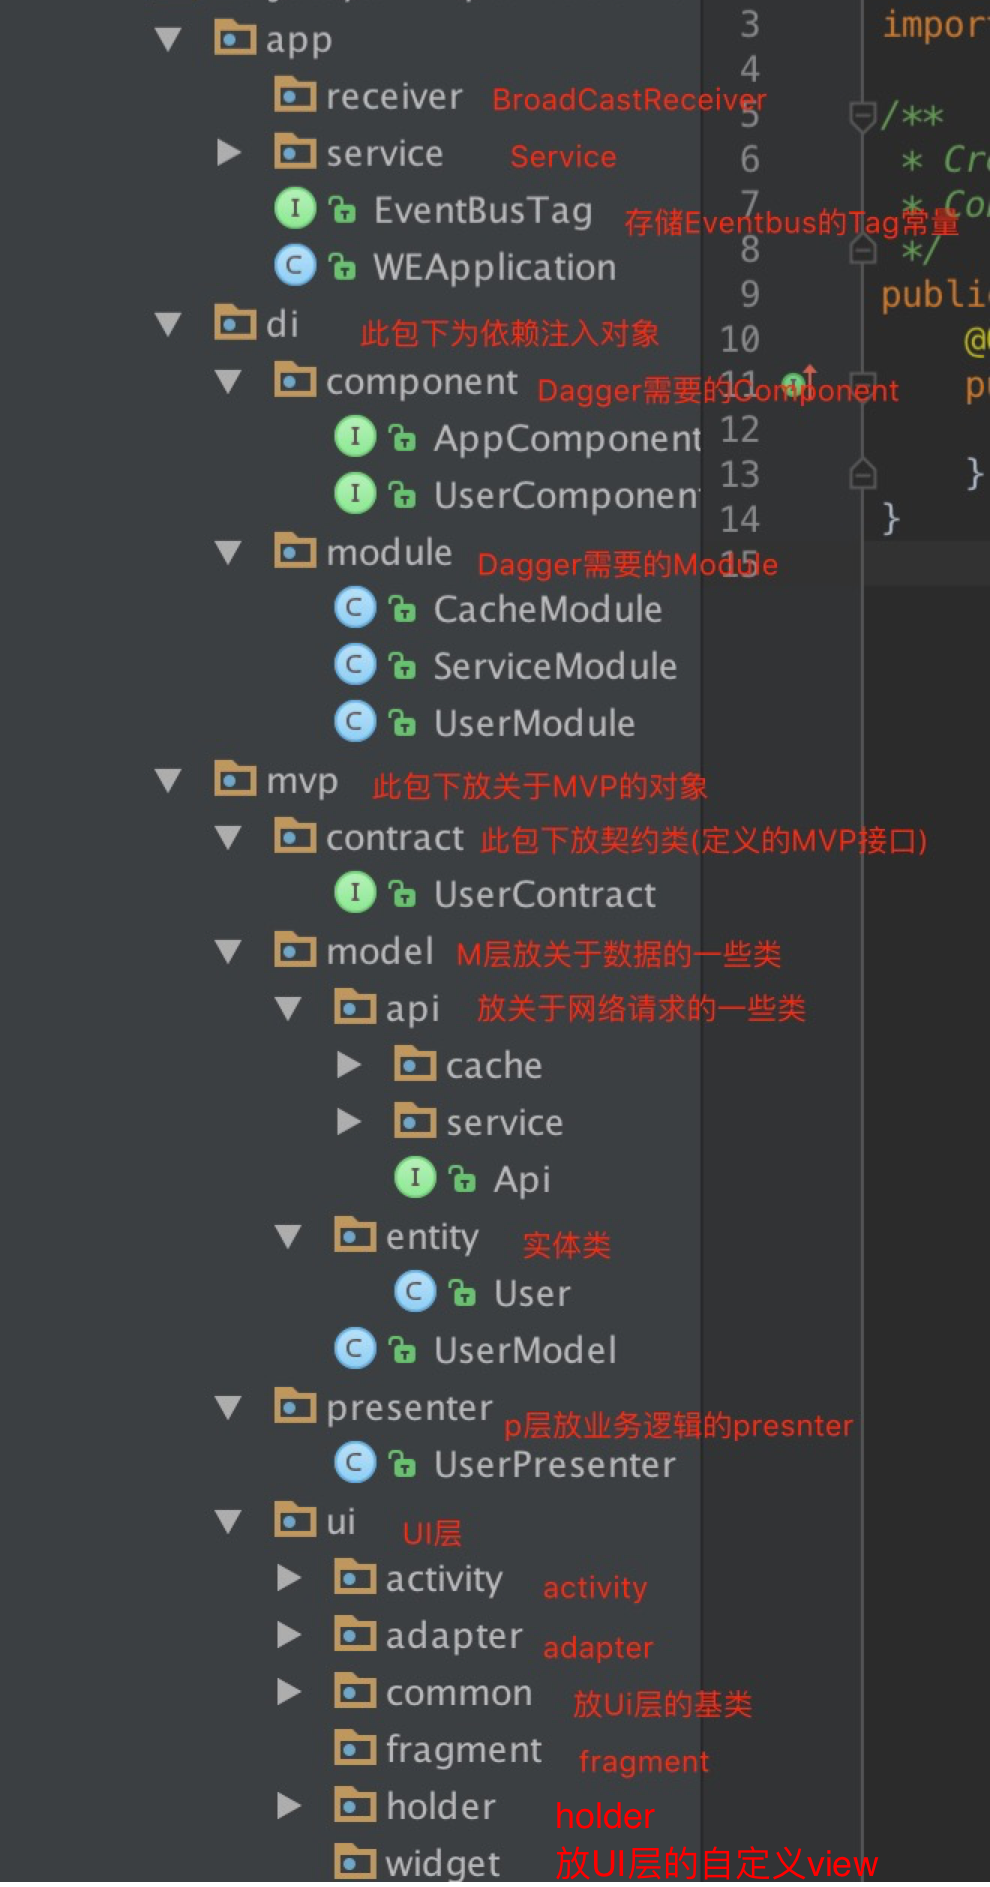 app
3 impor
4
receiver BroadCastReceiver
5 /**
service Service
6 * Cre
EventBusTag 存储Eventbus的Tag常量
7 * Co
8 */
WEApplication
9 publi
di 此包下为依赖注入对象
10
component Dagger需要的Component
11 pu
AppComponent
12
13 }
UserComponent
14 }
module Dagger需要的Module
15
CacheModule
ServiceModule
UserModule
mvp 此包下放关于MVP的对象
contract 此包下放契约类(定义的MVP接口)
UserContract
model M层放关于数据的一些类
api 放关于网络请求的一些类
cache
service
Api
entity 实体类
User
UserModel
presenter p层放业务逻辑的presnter
UserPresenter
ui UI层
activity activity
adapter adapter
common 放Ui层的基类
fragment fragment
holder holder
widget 放UI层的自定义view